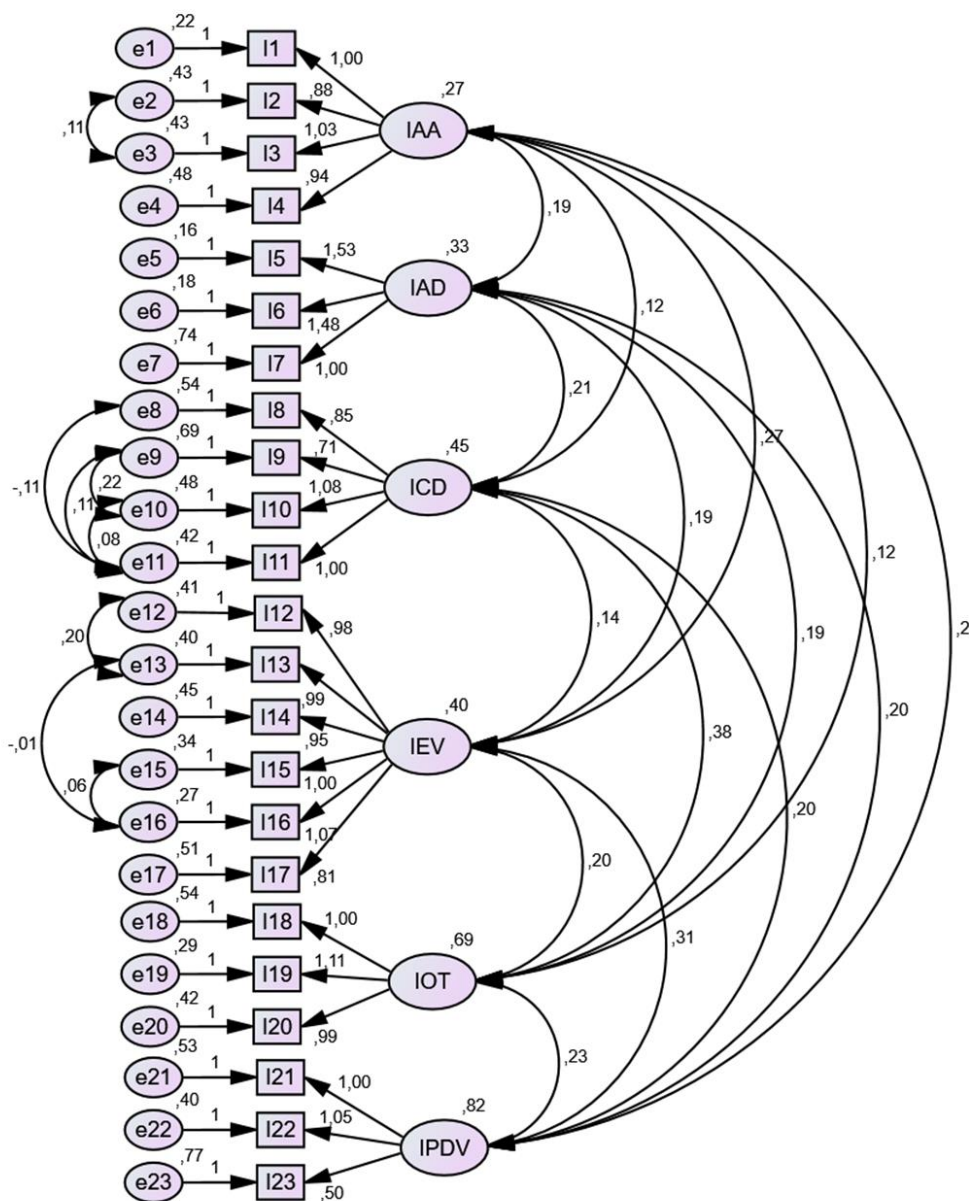 ,22
e1 1 I1 1,00
,43
e2 1 I2 ,88 ,27
IAA
,11
,43
e3 1 I3 1,03
,48
e4 1 I4 ,94
,19
,16
e5 1 I5 1,53 ,33
IAD
,18
e6 1 I6 1,48
,12
,74
e7 1 I7 1,00
,21
,54
e8 1 I8 ,85
,69
e9 1 I9 ,71 ,45
,27
ICD
-,11
,22
,11
,48
e10 1 I10 1,08
,19
,08
,42
e11 1 I11 1,00
,12
,41
e12 1 I12 ,98
,14
,20
,40
e13 1 I13 ,99
,19
,2
,45
e14 1 I14 ,95 ,40
IEV
,38
,20
-,01
,34
e15 1 I15 1,00
,06
,27
e16 1 I16 1,07
,20
,51
e17 1 I17 ,81
,20
,54
e18 1 I18 1,00
,31
,29
e19 1 I19 1,11 ,69
IOT
,42
e20 1 I20 ,99
,23
,53
e21 1 I21 1,00
,40
e22 1 I22 1,05 ,82
IPDV
,77
e23 1 I23 ,50